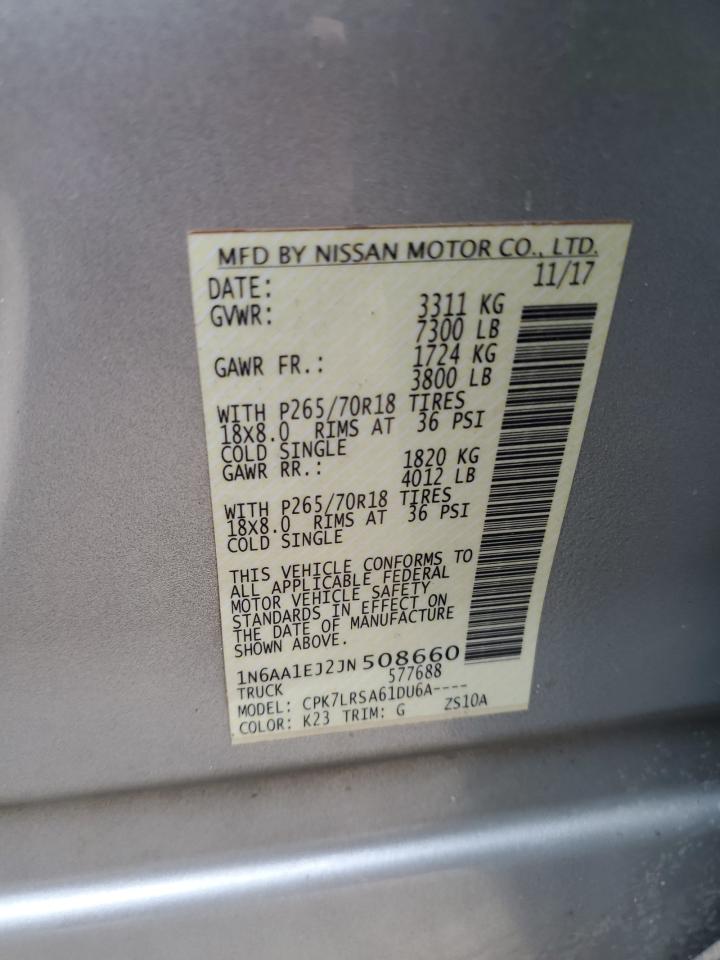 MFD BY NISSAN MOTOR CO., LTD.
DATE: 11/17
GVWR: 3311 KG
7300 LB
GAWR FR.: 1724 KG
3800 LB
WITH P265/70R18 TIRES
18X8.0 RIMS AT 36 PSI
COLD SINGLE
GAWR RR.: 1820 KG
4012 LB
WITH P265/70R18 TIRES
18X8.0 RIMS AT 36 PSI
COLD SINGLE
THIS VEHICLE CONFORMS TO
ALL APPLICABLE FEDERAL
MOTOR VEHICLE SAFETY
STANDARDS IN EFFECT ON
THE DATE OF MANUFACTURE
SHOWN ABOVE.
1N6AA1EJ2JN508660
TRUCK 577688
MODEL: CPK7LRSA61DU6A----
COLOR: K23 TRIM: G ZS10A